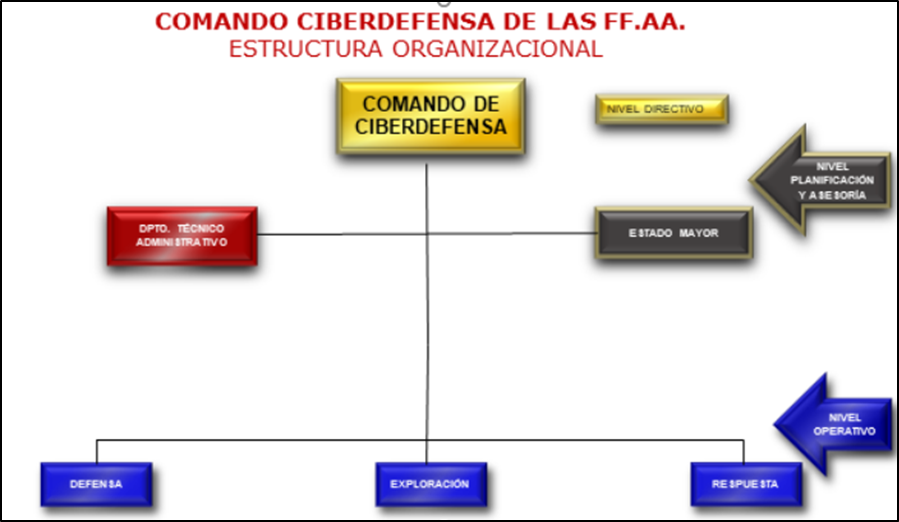 COMANDO CIBERDEFENSA DE LAS FF.AA.
ESTRUCTURA ORGANIZACIONAL
COMANDO DE
CIBERDEFENSA
NIVEL DIRECTIVO
NIVEL
PLANIFICACIÓN
Y ASESORÍA
DPTO. TÉCNICO
ADMINISTRATIVO
ESTADO MAYOR
NIVEL
OPERATIVO
DEFENSA
EXPLORACIÓN
RESPUESTA